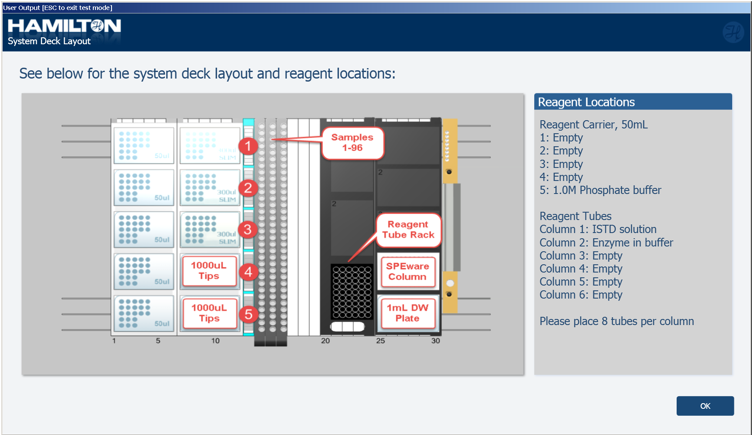 User Output [ESC to exit test mode]
HAMILTON
System Deck Layout
See below for the system deck layout and reagent locations:
Samples
1-96
1
50ul
2
50ul
300ul
SLIM
2
2
3
50ul
300ul
SLIM
Reagent
Tube Rack
4
50ul
1000uL
Tips
SPEware
Column
5
50ul
1000uL
Tips
1mL DW
Plate
1 5 10 20 25 30
Reagent Locations
Reagent Carrier, 50mL
1: Empty
2: Empty
3: Empty
4: Empty
5: 1.0M Phosphate buffer
Reagent Tubes
Column 1: ISTD solution
Column 2: Enzyme in buffer
Column 3: Empty
Column 4: Empty
Column 5: Empty
Column 6: Empty
Please place 8 tubes per column
OK